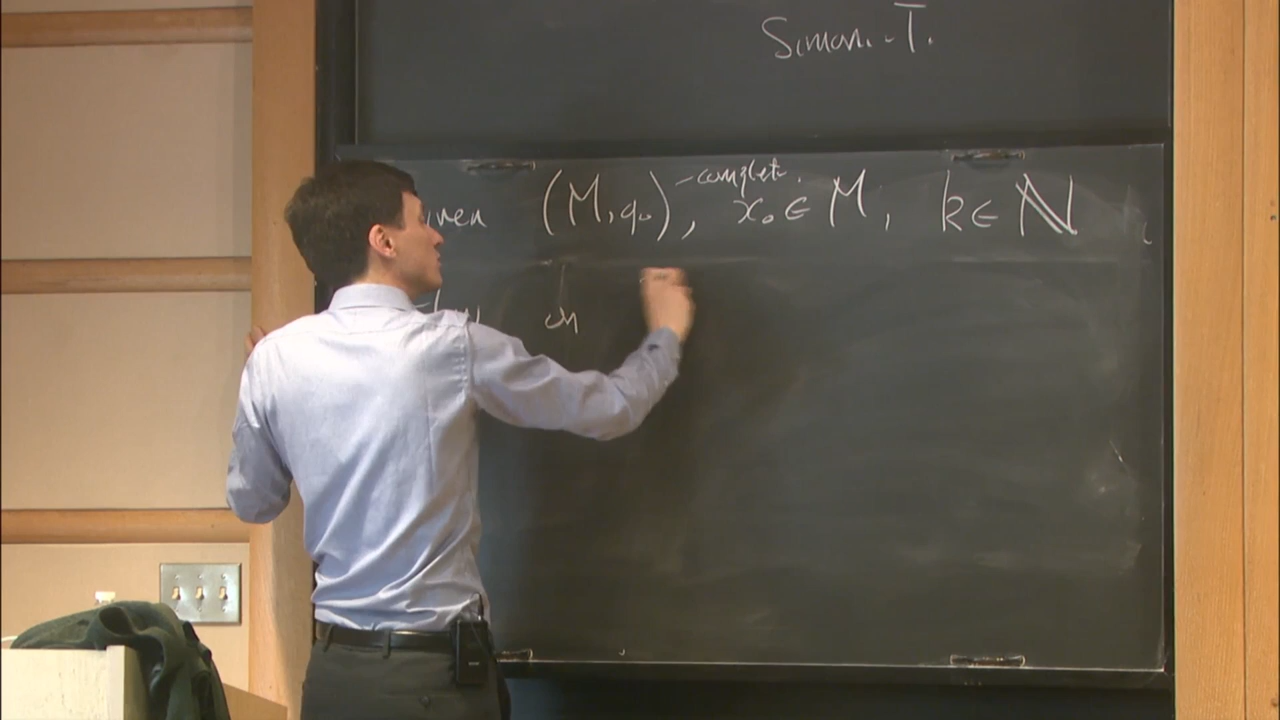 Simon - T.
- complete.
(M, g₀), x₀ ∈ M, k ∈ ℕ
on